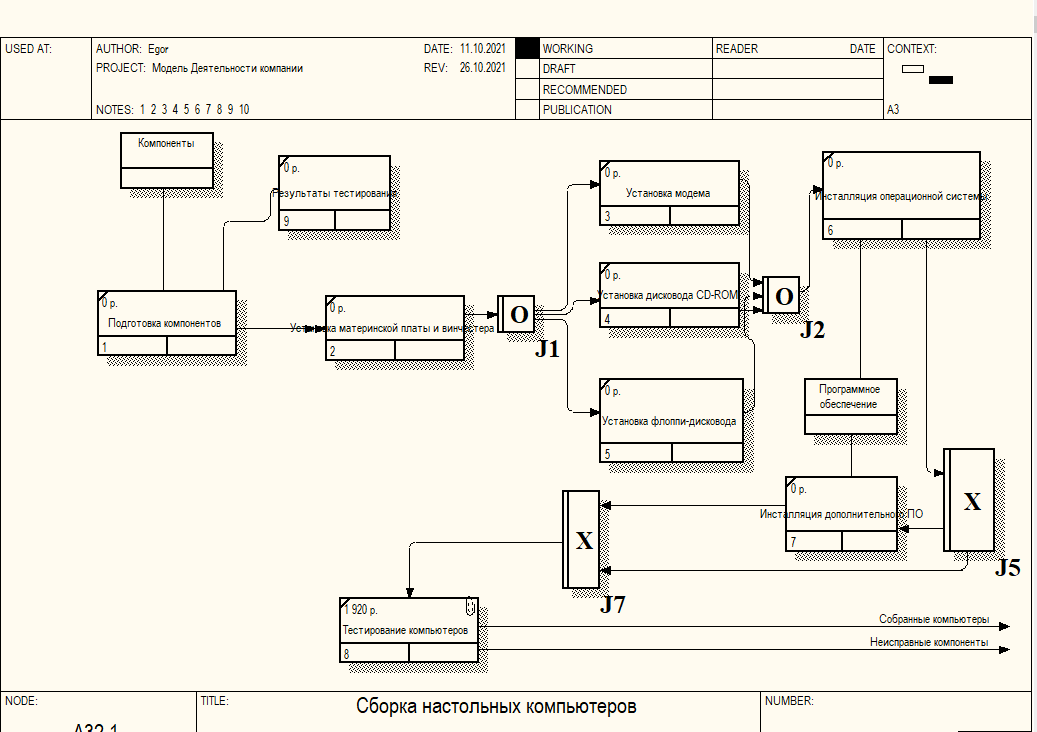 USED AT:
AUTHOR: Egor
DATE: 11.10.2021
WORKING
READER
DATE
CONTEXT:
PROJECT: Модель Деятельности компании
REV: 26.10.2021
DRAFT
RECOMMENDED
NOTES: 1 2 3 4 5 6 7 8 9 10
PUBLICATION
A3
Компоненты
0 р.
Результаты тестирования
9
0 р.
Установка модема
3
0 р.
Инсталляция операционной системы
6
0 р.
Подготовка компонентов
1
0 р.
Установка материнской платы и винчестера
2
O
J1
0 р.
Установка дисковода CD-ROM
4
O
J2
0 р.
Установка флоппи-дисковода
5
Программное
обеспечение
X
J5
0 р.
Инсталляция дополнительного ПО
7
X
J7
1 920 р.
Тестирование компьютеров
8
Собранные компьютеры
Неисправные компоненты
NODE:
TITLE:
Сборка настольных компьютеров
NUMBER:
A32.1